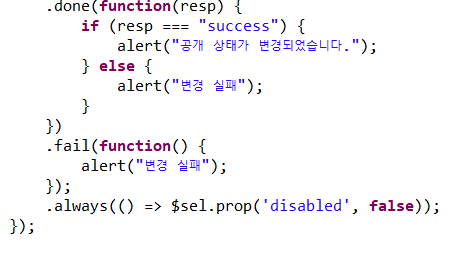 .done(function(resp) {
if (resp === "success") {
alert("공개 상태가 변경되었습니다.");
} else {
alert("변경 실패");
}
})
.fail(function() {
alert("변경 실패");
});
.always(() => $sel.prop('disabled', false));
});